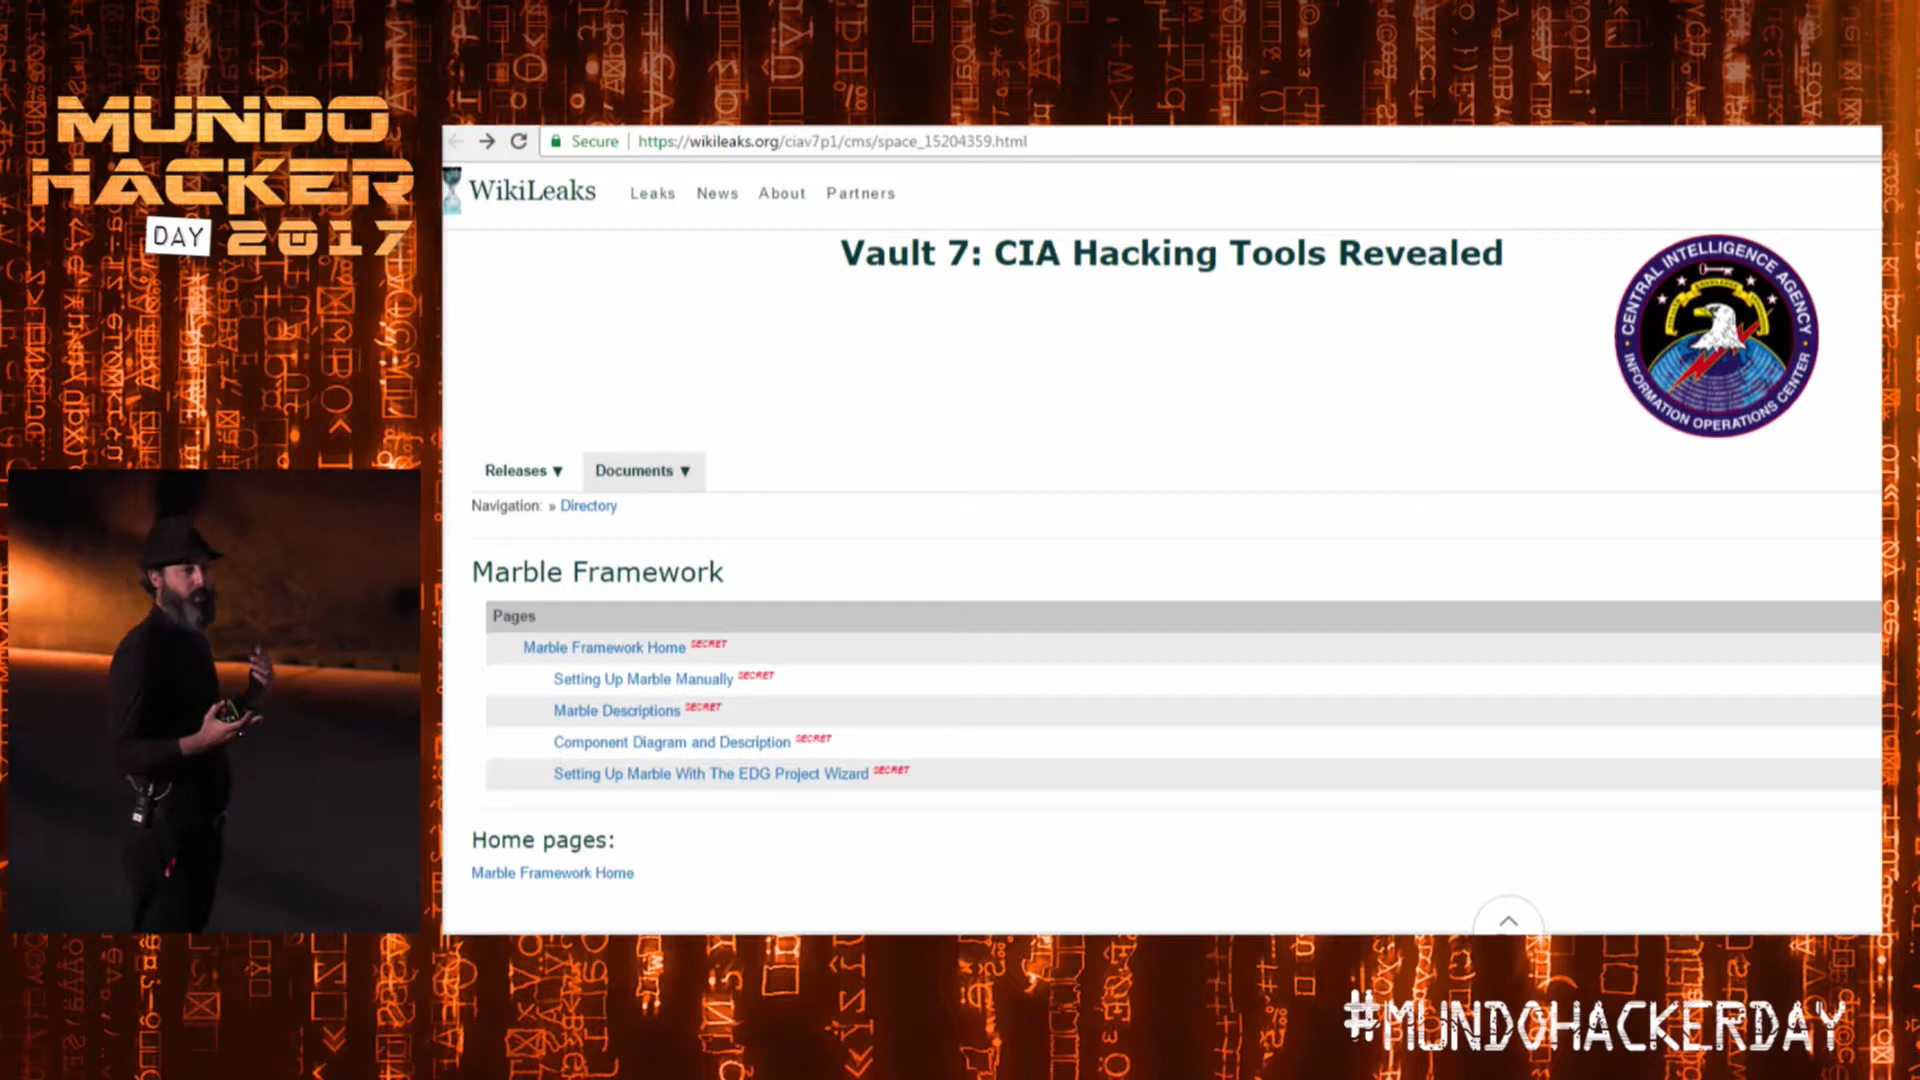 MUNDO
HACKER
DAY 2017
Secure https://wikileaks.org/ciav7p1/cms/space_15204359.html
WikiLeaks Leaks News About Partners
Vault 7: CIA Hacking Tools Revealed
CENTRAL INTELLIGENCE AGENCY
INFORMATION OPERATIONS CENTER
Releases ▼ Documents ▼
Navigation: » Directory
Marble Framework
Pages
Marble Framework Home SECRET
Setting Up Marble Manually SECRET
Marble Descriptions SECRET
Component Diagram and Description SECRET
Setting Up Marble With The EDG Project Wizard SECRET
Home pages:
Marble Framework Home
#MUNDOHACKERDAY